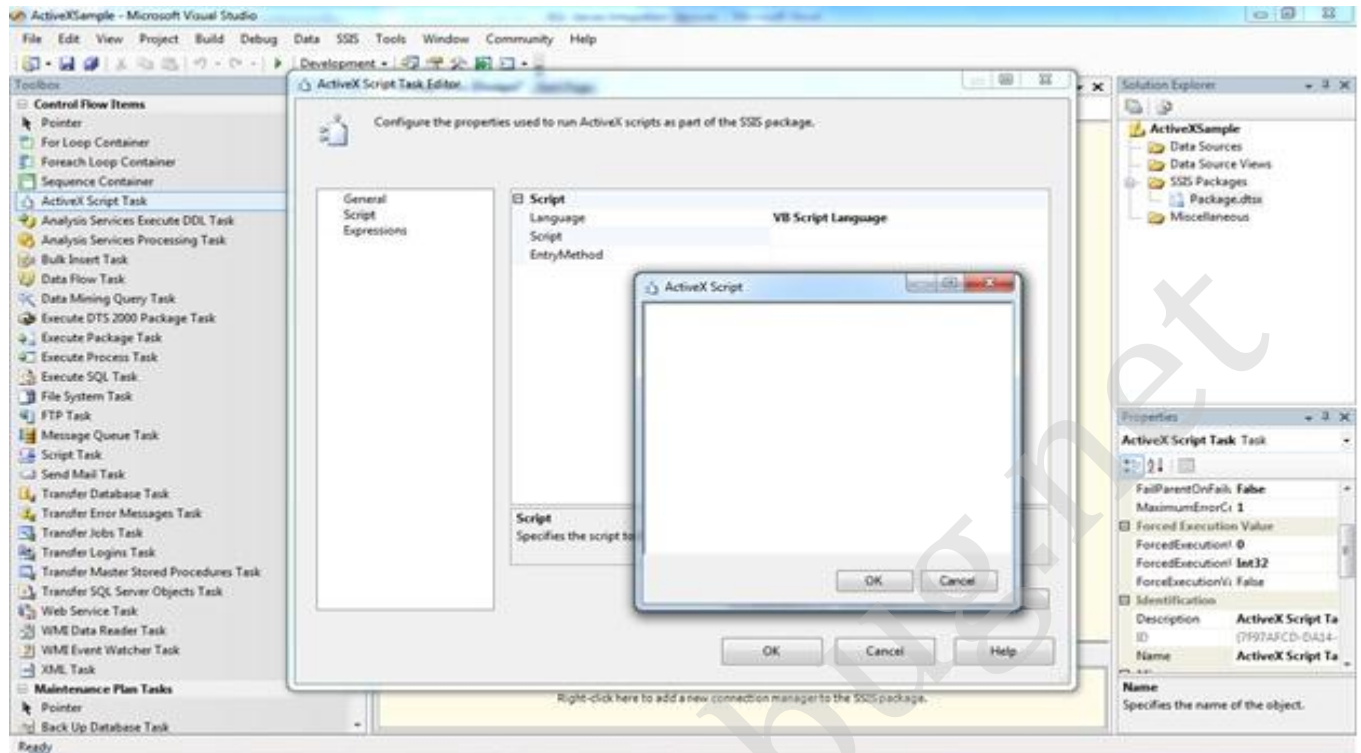 ActiveXSample - Microsoft Visual Studio
File Edit View Project Build Debug Data SSIS Tools Window Community Help
Development
Toolbox
Control Flow Items
Pointer
For Loop Container
Foreach Loop Container
Sequence Container
ActiveX Script Task
Analysis Services Execute DDL Task
Analysis Services Processing Task
Bulk Insert Task
Data Flow Task
Data Mining Query Task
Execute DTS 2000 Package Task
Execute Package Task
Execute Process Task
Execute SQL Task
File System Task
FTP Task
Message Queue Task
Script Task
Send Mail Task
Transfer Database Task
Transfer Error Messages Task
Transfer Jobs Task
Transfer Logins Task
Transfer Master Stored Procedures Task
Transfer SQL Server Objects Task
Web Service Task
WMI Data Reader Task
WMI Event Watcher Task
XML Task
Maintenance Plan Tasks
Pointer
Back Up Database Task
Ready
ActiveX Script Task Editor
Configure the properties used to run ActiveX scripts as part of the SSIS package.
General
Script
Expressions
Script
Language VB Script Language
Script
EntryMethod
Script
Specifies the script to
ActiveX Script
OK Cancel
OK Cancel Help
Right-click here to add a new connection manager to the SSIS package.
Solution Explorer
ActiveXSample
Data Sources
Data Source Views
SSIS Packages
Package.dtsx
Miscellaneous
Properties
ActiveX Script Task Task
FailParentOnFail False
MaximumErrorC 1
Forced Execution Value
ForcedExecution 0
ForcedExecution Int32
ForceExecutionV False
Identification
Description ActiveX Script Ta
ID
Name ActiveX Script Ta
Name
Specifies the name of the object.
bug.net